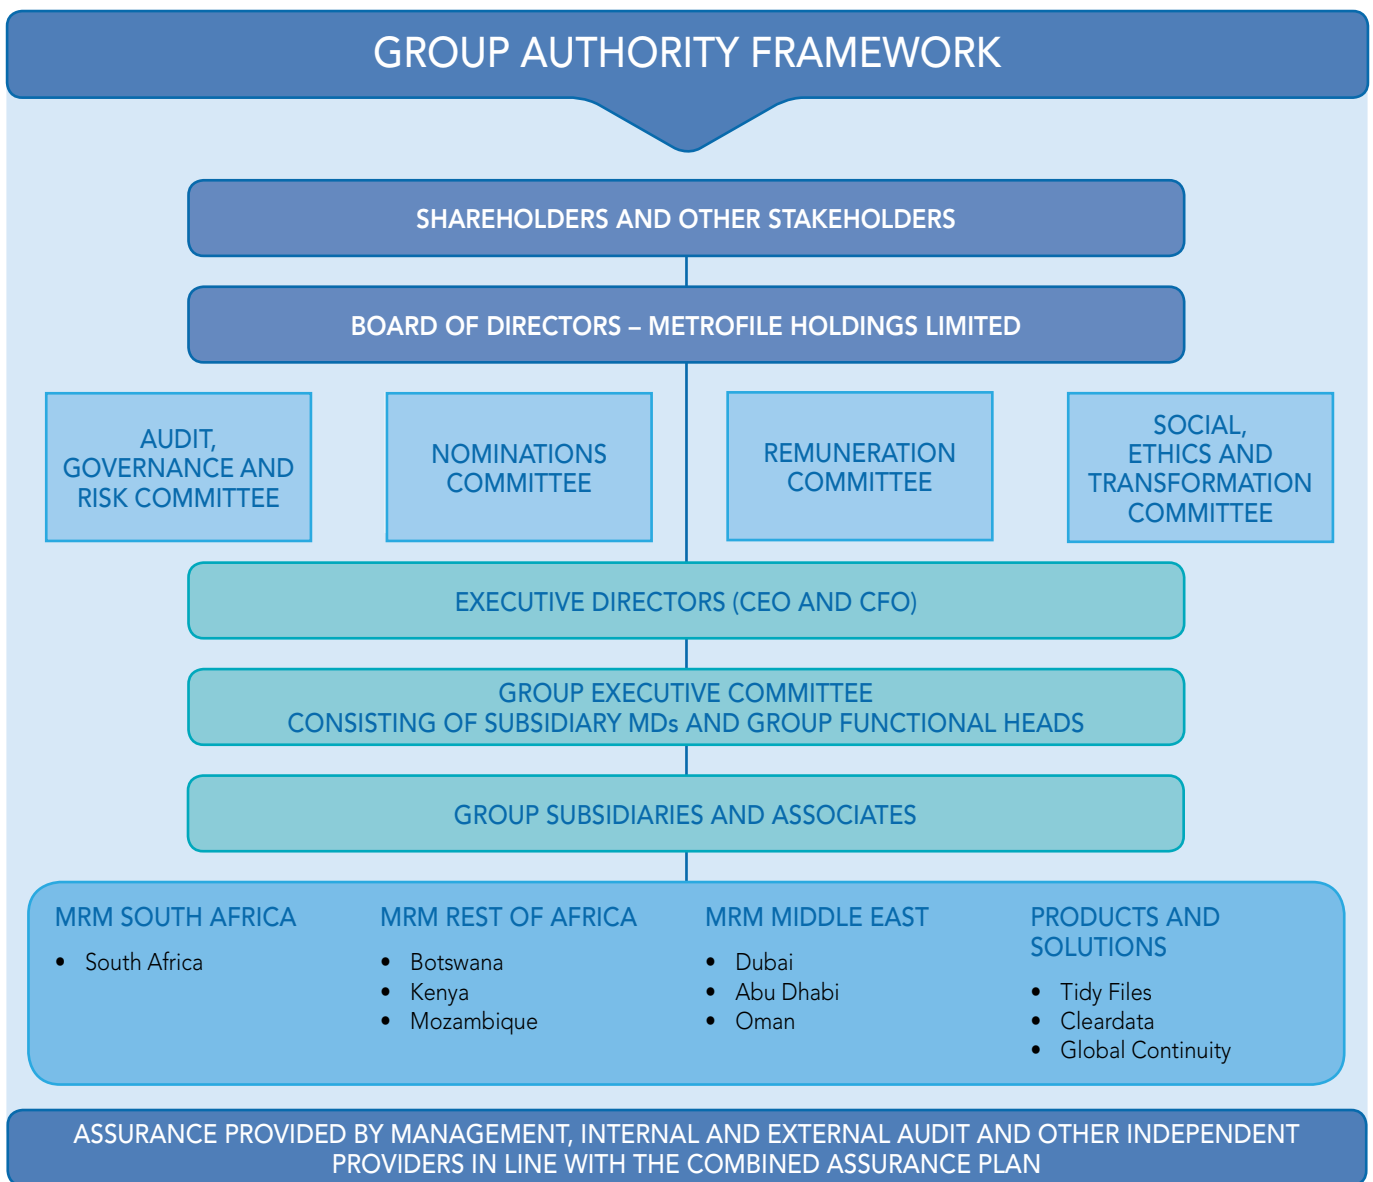 GROUP AUTHORITY FRAMEWORK
SHAREHOLDERS AND OTHER STAKEHOLDERS
BOARD OF DIRECTORS – METROFILE HOLDINGS LIMITED
AUDIT,
GOVERNANCE AND
RISK COMMITTEE
NOMINATIONS
COMMITTEE
REMUNERATION
COMMITTEE
SOCIAL,
ETHICS AND
TRANSFORMATION
COMMITTEE
EXECUTIVE DIRECTORS (CEO AND CFO)
GROUP EXECUTIVE COMMITTEE
CONSISTING OF SUBSIDIARY MDs AND GROUP FUNCTIONAL HEADS
GROUP SUBSIDIARIES AND ASSOCIATES
MRM SOUTH AFRICA
• South Africa
MRM REST OF AFRICA
• Botswana
• Kenya
• Mozambique
MRM MIDDLE EAST
• Dubai
• Abu Dhabi
• Oman
PRODUCTS AND
SOLUTIONS
• Tidy Files
• Cleardata
• Global Continuity
ASSURANCE PROVIDED BY MANAGEMENT, INTERNAL AND EXTERNAL AUDIT AND OTHER INDEPENDENT
PROVIDERS IN LINE WITH THE COMBINED ASSURANCE PLAN